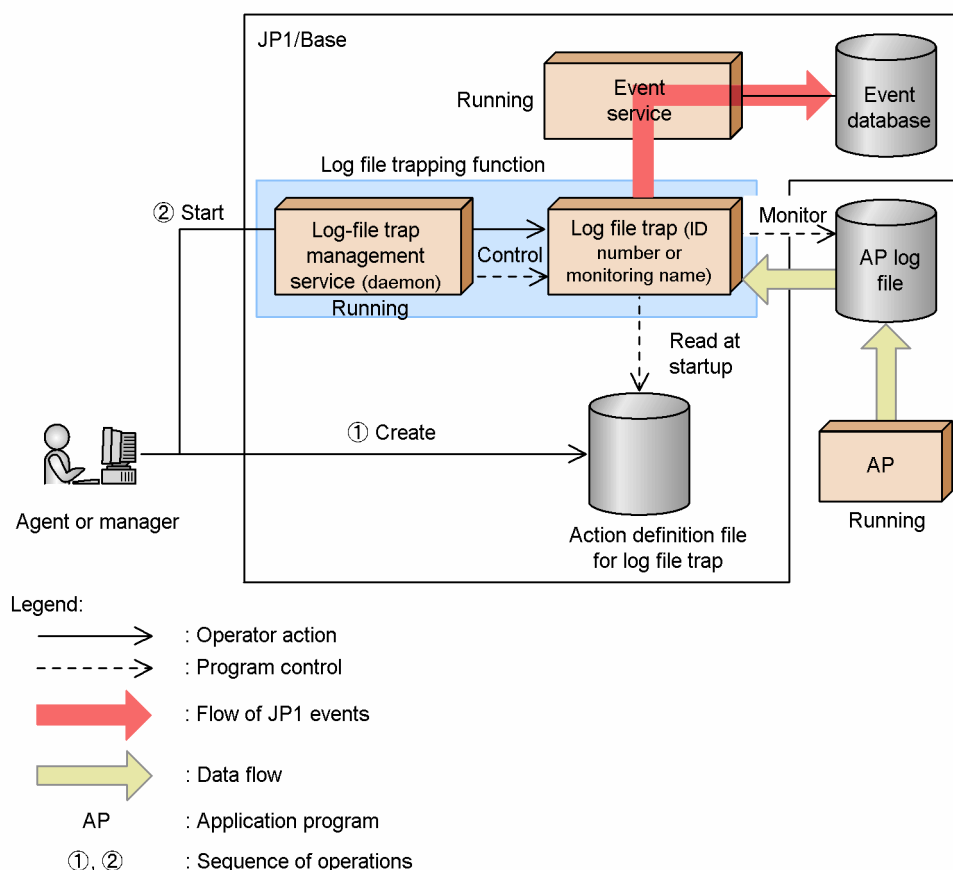 JP1/Base
Running
Event
service
Event
database
Log file trapping function
② Start
Log-file trap
management
service (daemon)
Running
Control
Log file trap (ID
number or
monitoring name)
Monitor
AP log
file
Read at
startup
① Create
Agent or manager
Action definition file
for log file trap
AP
Running
Legend:
: Operator action
: Program control
: Flow of JP1 events
: Data flow
AP : Application program
①, ② : Sequence of operations